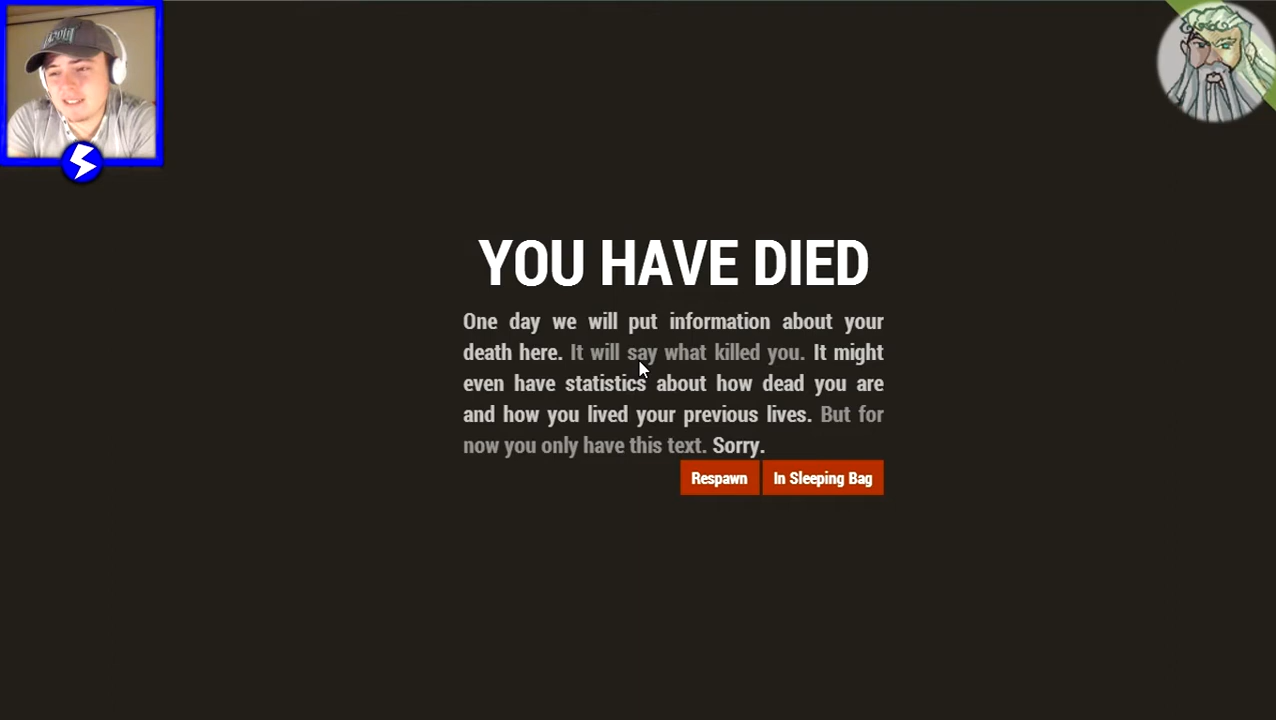 YOU HAVE DIED
One day we will put information about your
death here. It will say what killed you. It might
even have statistics about how dead you are
and how you lived your previous lives. But for
now you only have this text. Sorry.
Respawn In Sleeping Bag